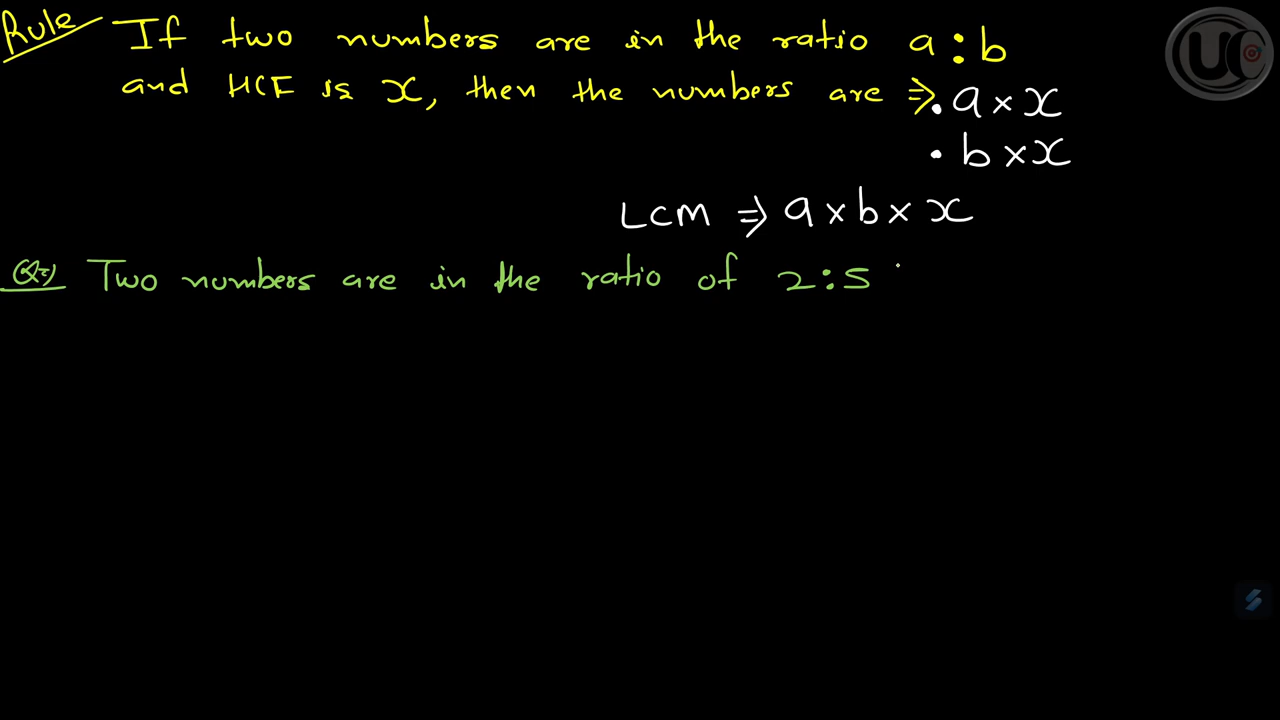 Rule If two numbers are in the ratio a:b
and HCF is x, then the numbers are ⇒ • a × x
• b × x
LCM ⇒ a × b × x
Q:-) Two numbers are in the ratio of 2:5
UC